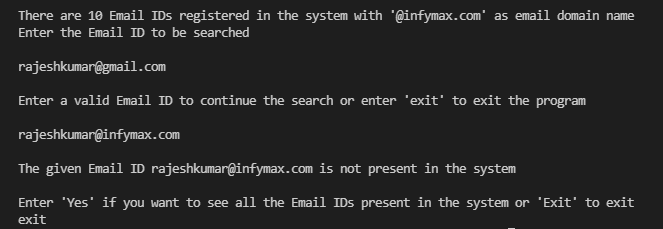 There are 10 Email IDs registered in the system with '@infymax.com' as email domain name
Enter the Email ID to be searched
rajeshkumar@gmail.com
Enter a valid Email ID to continue the search or enter 'exit' to exit the program
rajeshkumar@infymax.com
The given Email ID rajeshkumar@infymax.com is not present in the system
Enter 'Yes' if you want to see all the Email IDs present in the system or 'Exit' to exit
exit